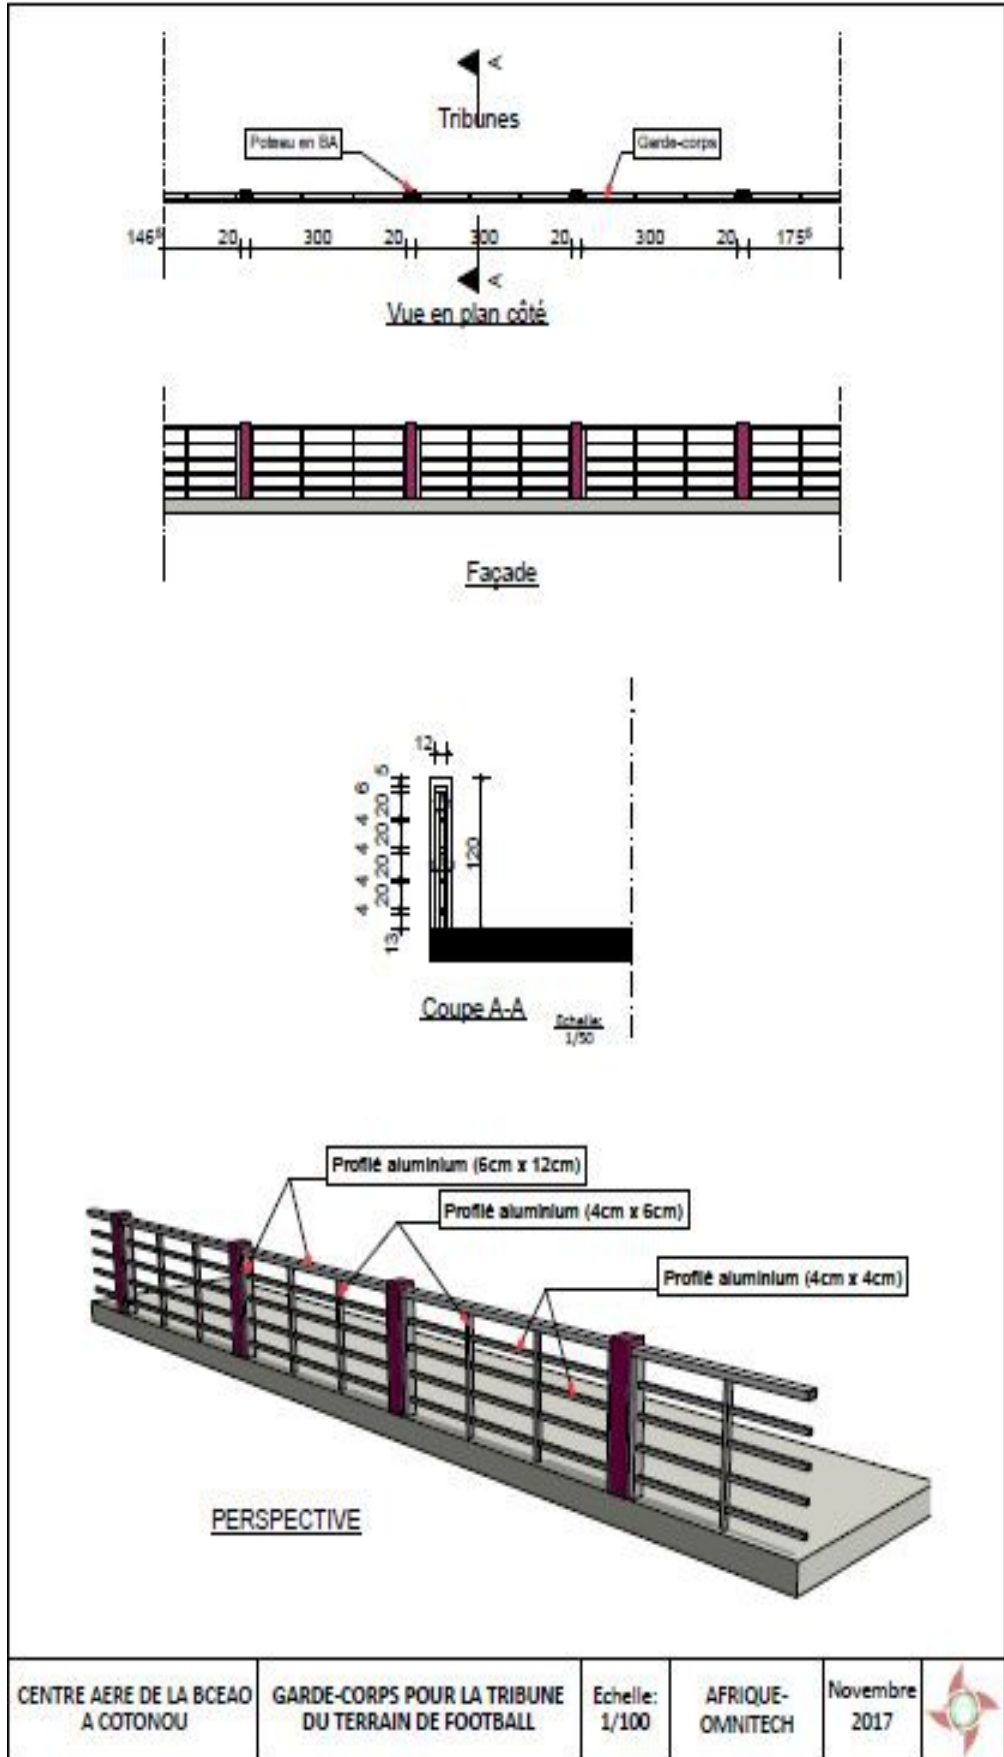 A
Tribunes
Poteau en BA
Garde-corps
146⁵ 20 300 20 300 20 300 20 175⁵
A
Vue en plan côté
Façade
12
5
6
20
4
20
4
20
4
20
4
13
120
Coupe A-A
Echelle:
1/50
Profilé aluminium (6cm x 12cm)
Profilé aluminium (4cm x 6cm)
Profilé aluminium (4cm x 4cm)
PERSPECTIVE
CENTRE AERE DE LA BCEAO
A COTONOU
GARDE-CORPS POUR LA TRIBUNE
DU TERRAIN DE FOOTBALL
Echelle:
1/100
AFRIQUE-
OMNITECH
Novembre
2017